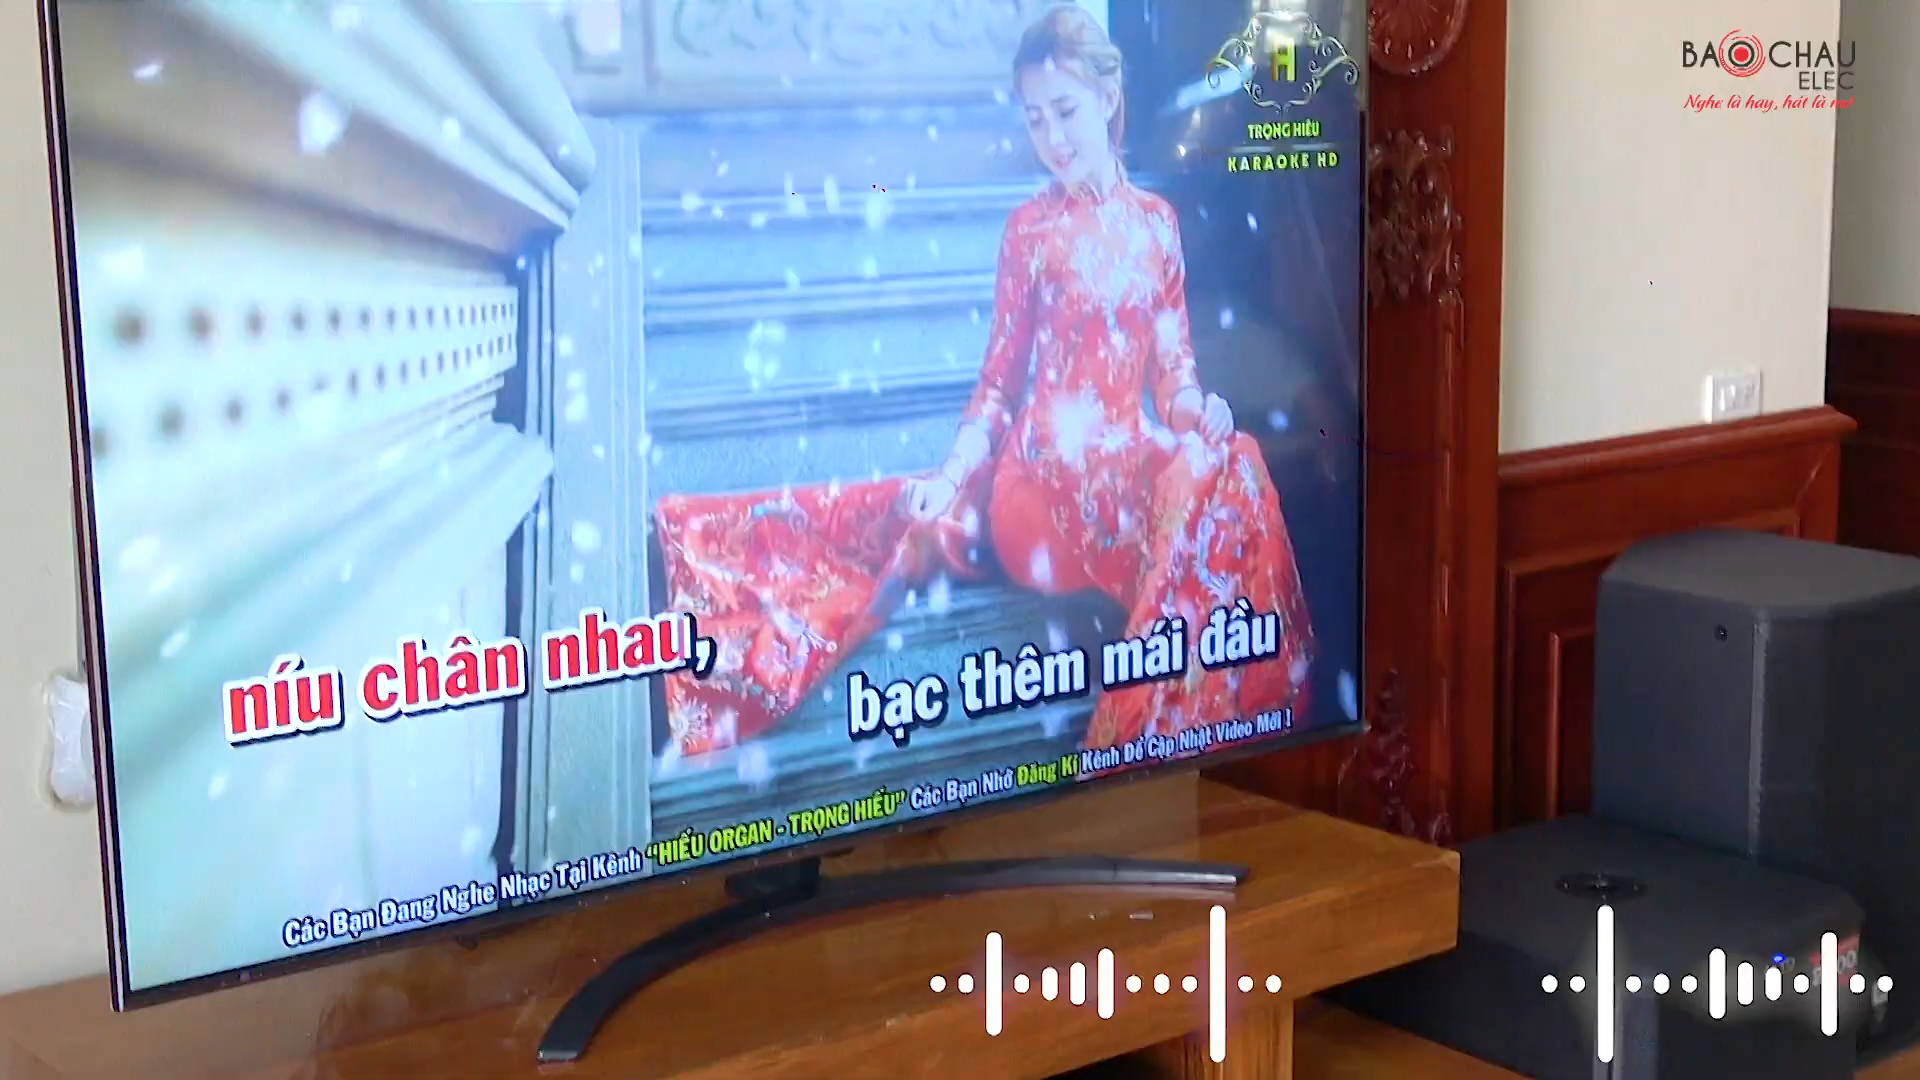 BAOCHAU
ELEC
Nghe là hay, hát là mê
H
TRỌNG HIẾU
KARAOKE HD
níu chân nhau,
bạc thêm mái đầu
Các Bạn Đang Nghe Nhạc Tại Kênh “HIẾU ORGAN - TRỌNG HIẾU” Các Bạn Nhớ Đăng Kí Kênh Để Cập Nhật Video Mới !